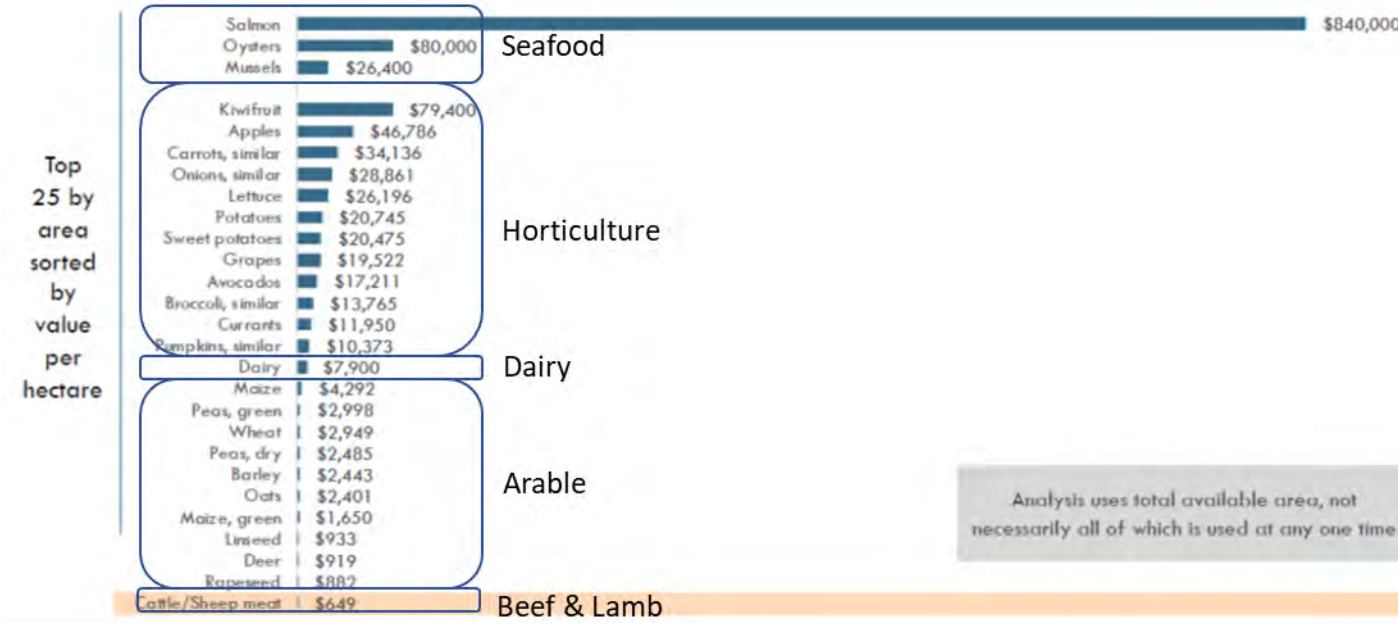 Top
25 by
area
sorted
by
value
per
hectare
Salmon $840,000
Oysters $80,000
Mussels $26,400
Seafood
Kiwifruit $79,400
Apples $46,786
Carrots, similar $34,136
Onions, similar $28,861
Lettuce $26,196
Potatoes $20,745
Sweet potatoes $20,475
Grapes $19,522
Avocados $17,211
Broccoli, similar $13,765
Currants $11,950
Pumpkins, similar $10,373
Horticulture
Dairy $7,900
Dairy
Maize $4,292
Peas, green $2,998
Wheat $2,949
Peas, dry $2,485
Barley $2,443
Oats $2,401
Maize, green $1,650
Linseed $933
Deer $919
Rapeseed $882
Arable
Cattle/Sheep meat $649
Beef & Lamb
Analysis uses total available area, not
necessarily all of which is used at any one time